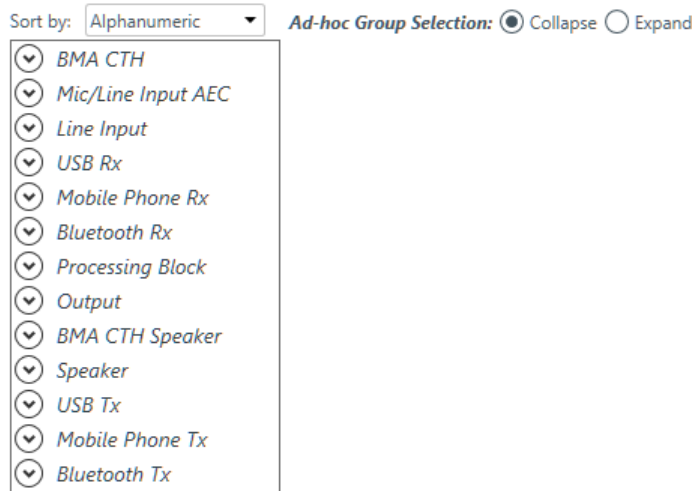 Sort by: Alphanumeric Ad-hoc Group Selection: Collapse Expand
BMA CTH
Mic/Line Input AEC
Line Input
USB Rx
Mobile Phone Rx
Bluetooth Rx
Processing Block
Output
BMA CTH Speaker
Speaker
USB Tx
Mobile Phone Tx
Bluetooth Tx